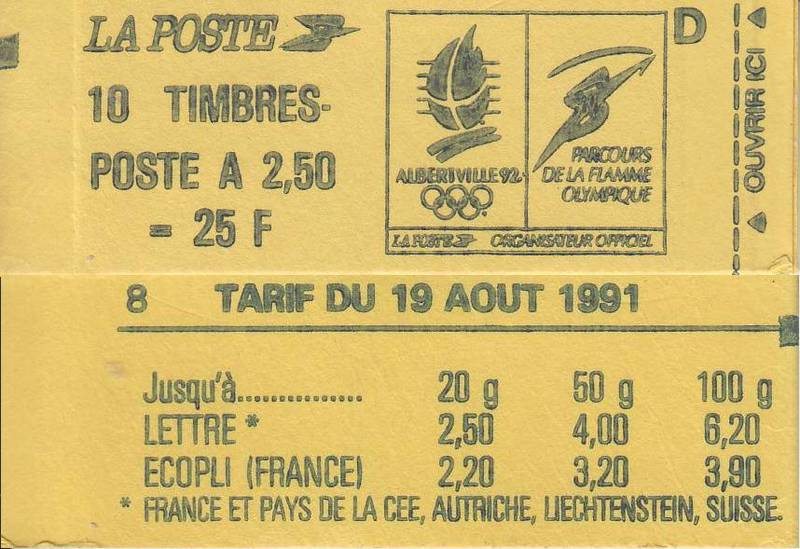 LA POSTE
10 TIMBRES-
POSTE A 2,50
= 25 F
ALBERTVILLE 92
PARCOURS
DE LA FLAMME
OLYMPIQUE
LA POSTE ORGANISATEUR OFFICIEL
D
OUVRIR ICI
8 TARIF DU 19 AOUT 1991
Jusqu'à............... 20 g 50 g 100 g
LETTRE * 2,50 4,00 6,20
ECOPLI (FRANCE) 2,20 3,20 3,90
* FRANCE ET PAYS DE LA CEE, AUTRICHE, LIECHTENSTEIN, SUISSE.